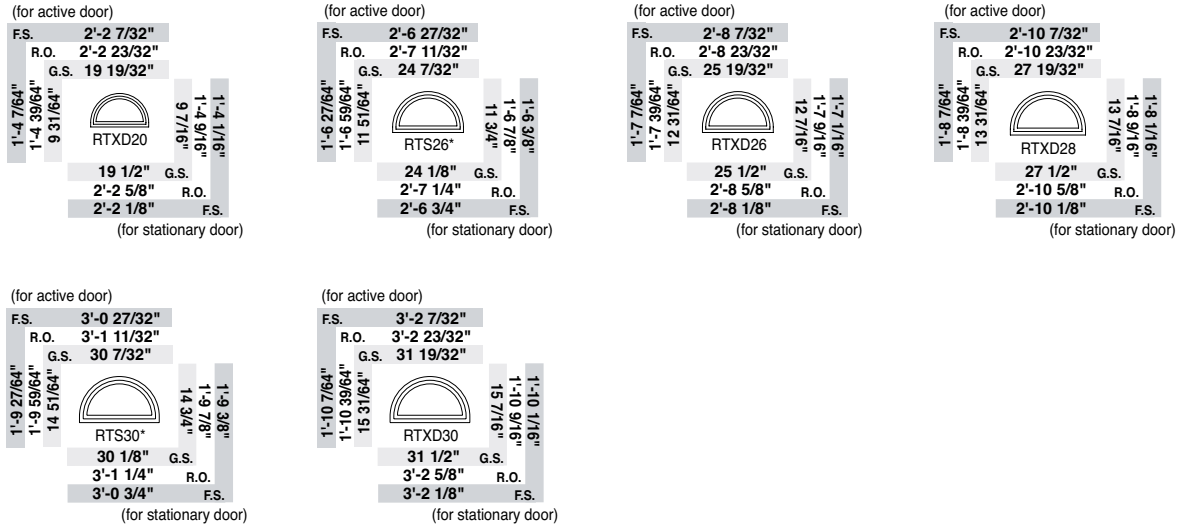 (for active door)
F.S. 2'-2 7/32"
R.O. 2'-2 23/32"
G.S. 19 19/32"
1'-4 7/64"
1'-4 39/64"
9 31/64"
RTXD20
9 7/16"
1'-4 9/16"
1'-4 1/16"
19 1/2" G.S.
2'-2 5/8" R.O.
2'-2 1/8" F.S.
(for stationary door)
(for active door)
F.S. 2'-6 27/32"
R.O. 2'-7 11/32"
G.S. 24 7/32"
1'-6 27/64"
1'-6 59/64"
11 51/64"
RTS26*
11 3/4"
1'-6 7/8"
1'-6 3/8"
24 1/8" G.S.
2'-7 1/4" R.O.
2'-6 3/4" F.S.
(for stationary door)
(for active door)
F.S. 2'-8 7/32"
R.O. 2'-8 23/32"
G.S. 25 19/32"
1'-7 7/64"
1'-7 39/64"
12 31/64"
RTXD26
12 7/16"
1'-7 9/16"
1'-7 1/16"
25 1/2" G.S.
2'-8 5/8" R.O.
2'-8 1/8" F.S.
(for stationary door)
(for active door)
F.S. 2'-10 7/32"
R.O. 2'-10 23/32"
G.S. 27 19/32"
1'-8 7/64"
1'-8 39/64"
13 31/64"
RTXD28
13 7/16"
1'-8 9/16"
1'-8 1/16"
27 1/2" G.S.
2'-10 5/8" R.O.
2'-10 1/8" F.S.
(for stationary door)
(for active door)
F.S. 3'-0 27/32"
R.O. 3'-1 11/32"
G.S. 30 7/32"
1'-9 27/64"
1'-9 59/64"
14 51/64"
RTS30*
14 3/4"
1'-9 7/8"
1'-9 3/8"
30 1/8" G.S.
3'-1 1/4" R.O.
3'-0 3/4" F.S.
(for stationary door)
(for active door)
F.S. 3'-2 7/32"
R.O. 3'-2 23/32"
G.S. 31 19/32"
1'-10 7/64"
1'-10 39/64"
15 31/64"
RTXD30
15 7/16"
1'-10 9/16"
1'-10 1/16"
31 1/2" G.S.
3'-2 5/8" R.O.
3'-2 1/8" F.S.
(for stationary door)